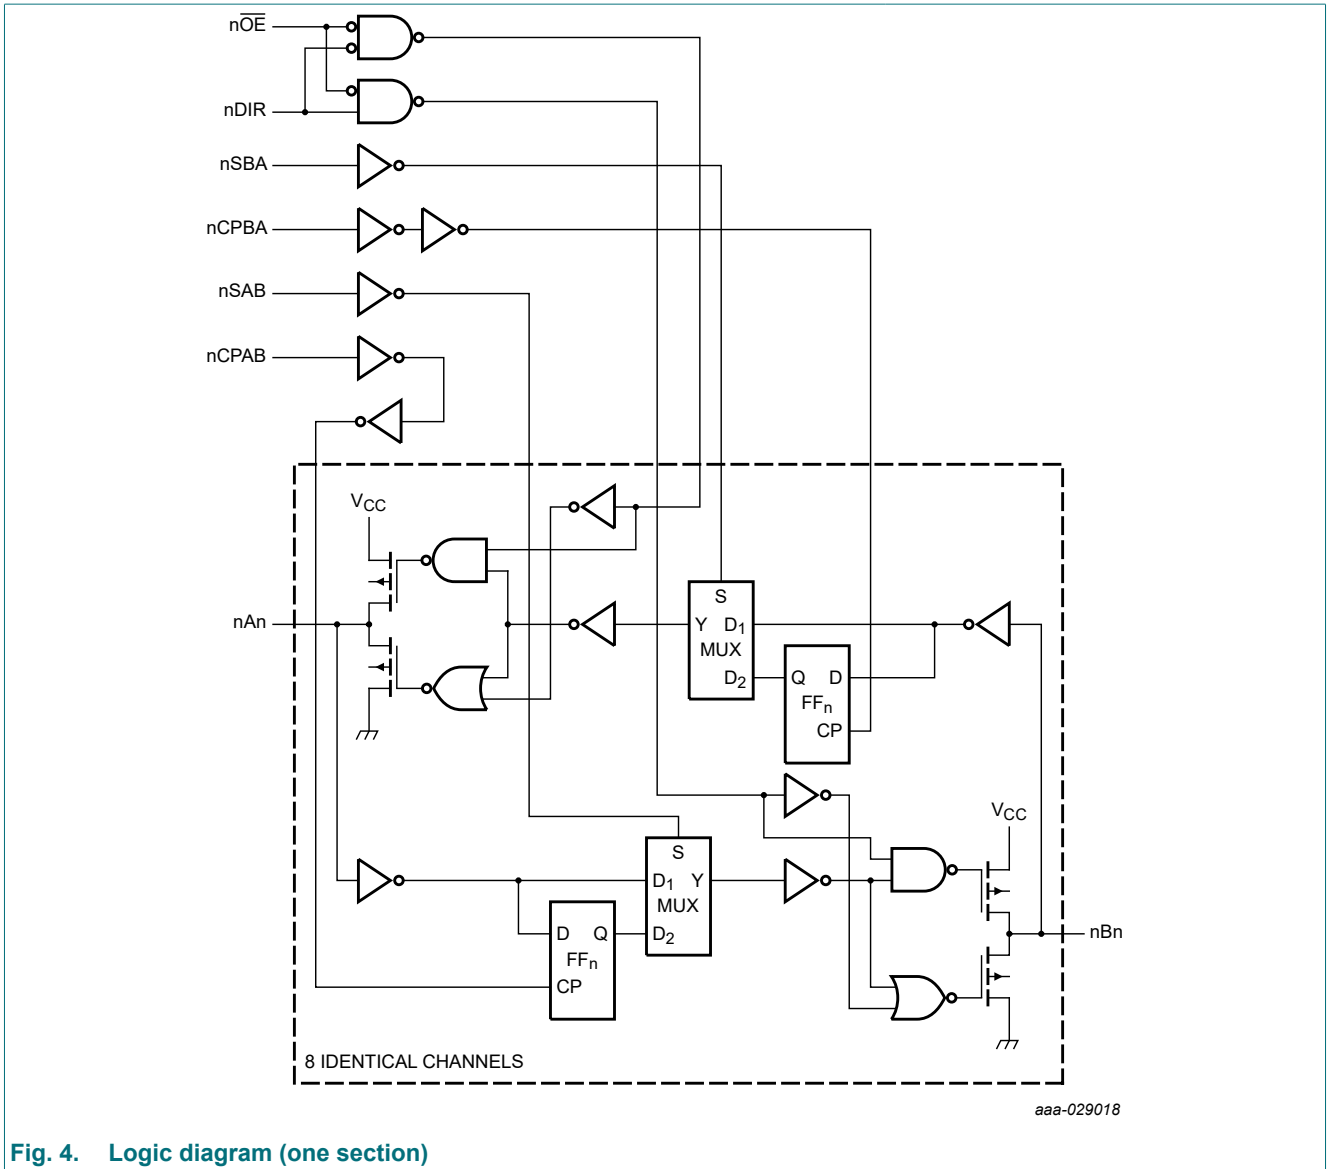 nO̅E̅
nDIR
nSBA
nCPBA
nSAB
nCPAB
VCC
nAn
S
Y D1
MUX
D2
Q D
FFn
CP
VCC
S
D1 Y
MUX
D2
D Q
FFn
CP
nBn
8 IDENTICAL CHANNELS
aaa-029018
Fig. 4. Logic diagram (one section)